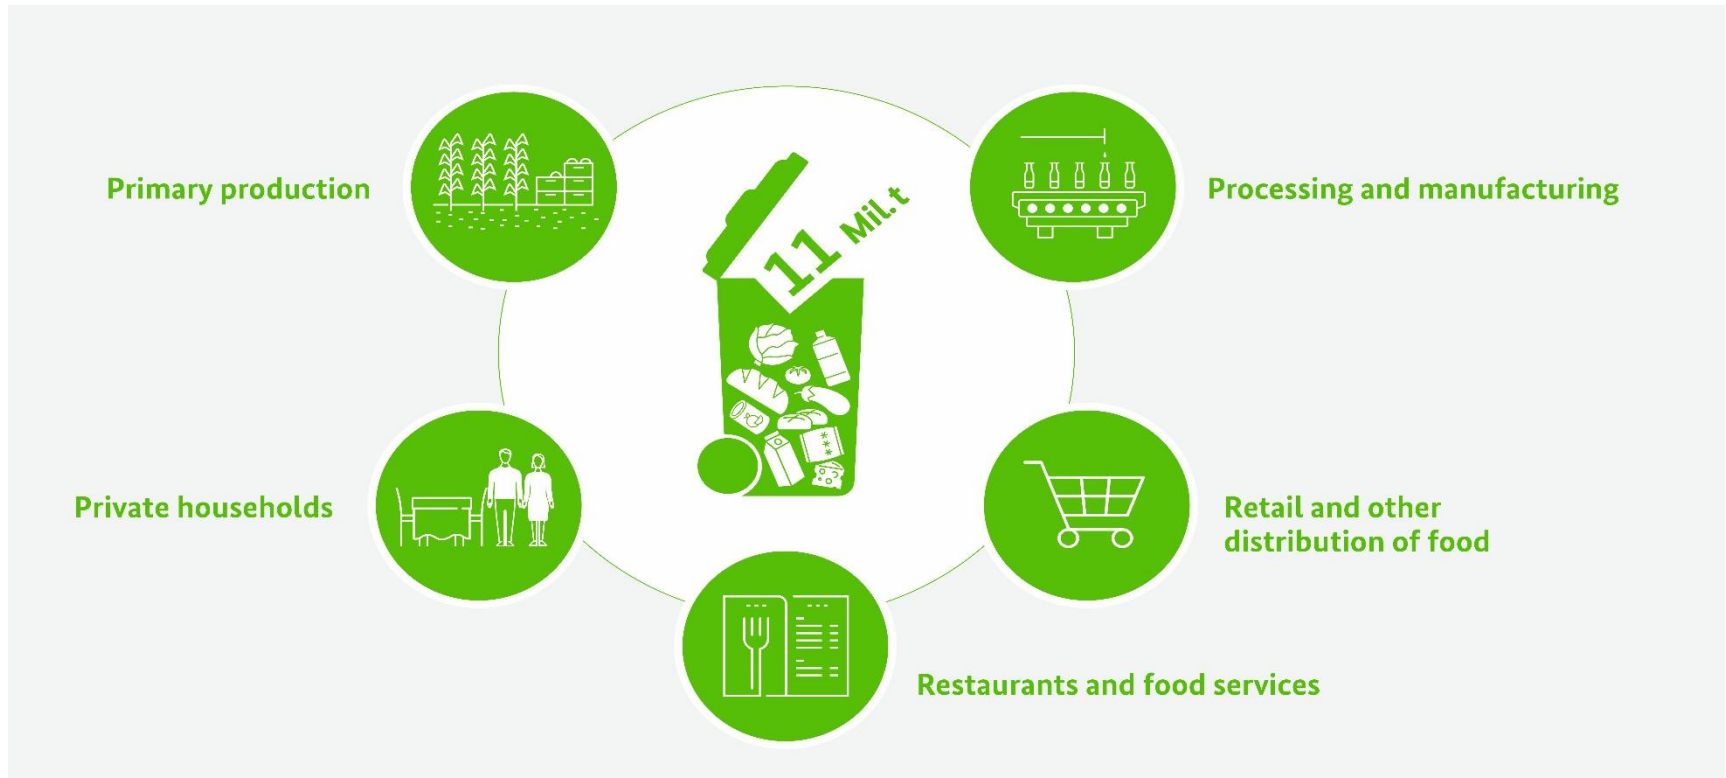 Primary production
Processing and manufacturing
11 Mil.t
Private households
Retail and other
distribution of food
Restaurants and food services